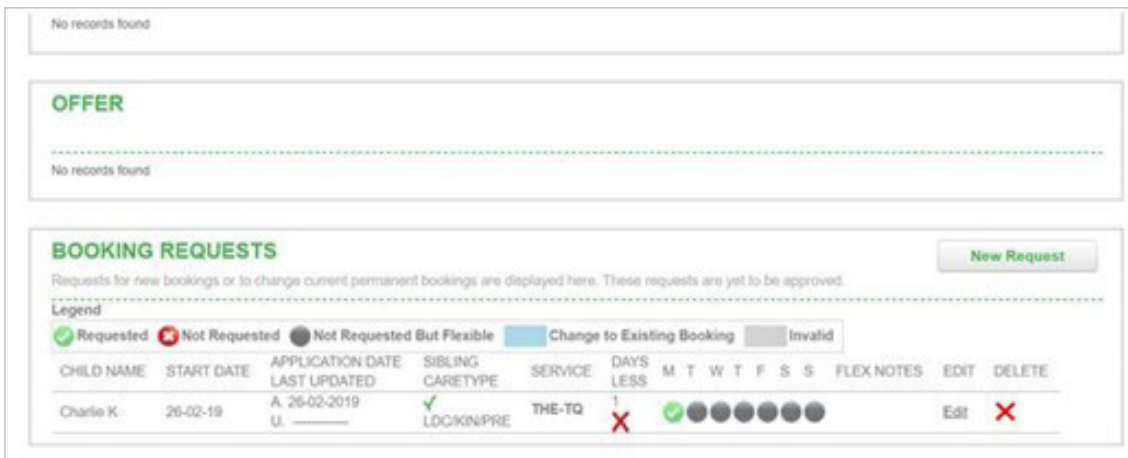 No records found
OFFER
No records found
BOOKING REQUESTS
New Request
Requests for new bookings or to change current permanent bookings are displayed here. These requests are yet to be approved.
Legend
Requested Not Requested Not Requested But Flexible Change to Existing Booking Invalid
CHILD NAME START DATE APPLICATION DATE LAST UPDATED SIBLING CARETYPE SERVICE DAYS LESS M T W T F S S FLEX NOTES EDIT DELETE
Charlie K 26-02-19 A. 26-02-2019 U. ------------ LDC/KIN/PRE THE-TQ 1 Edit